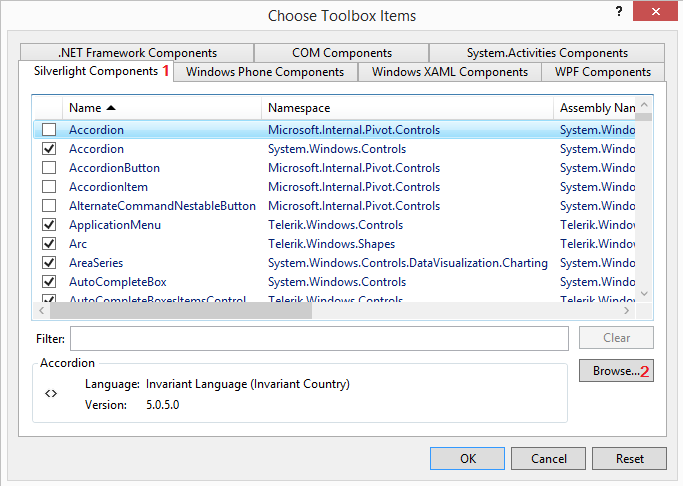 Choose Toolbox Items
? ×
.NET Framework Components COM Components System.Activities Components
Silverlight Components 1 Windows Phone Components Windows XAML Components WPF Components
Name Namespace Assembly Nam
Accordion Microsoft.Internal.Pivot.Controls System.Windo
Accordion System.Windows.Controls System.Windo
AccordionButton Microsoft.Internal.Pivot.Controls System.Windo
AccordionItem Microsoft.Internal.Pivot.Controls System.Windo
AlternateCommandNestableButton Microsoft.Internal.Pivot.Controls System.Windo
ApplicationMenu Telerik.Windows.Controls Telerik.Windo
Arc Telerik.Windows.Shapes Telerik.Windo
AreaSeries System.Windows.Controls.DataVisualization.Charting System.Windo
AutoCompleteBox System.Windows.Controls System.Windo
AutoCompleteBoxesItemsControl Telerik.Windows.Controls Telerik.Windo
Filter: Clear
Accordion
Browse...2
<> Language: Invariant Language (Invariant Country)
Version: 5.0.5.0
OK Cancel Reset